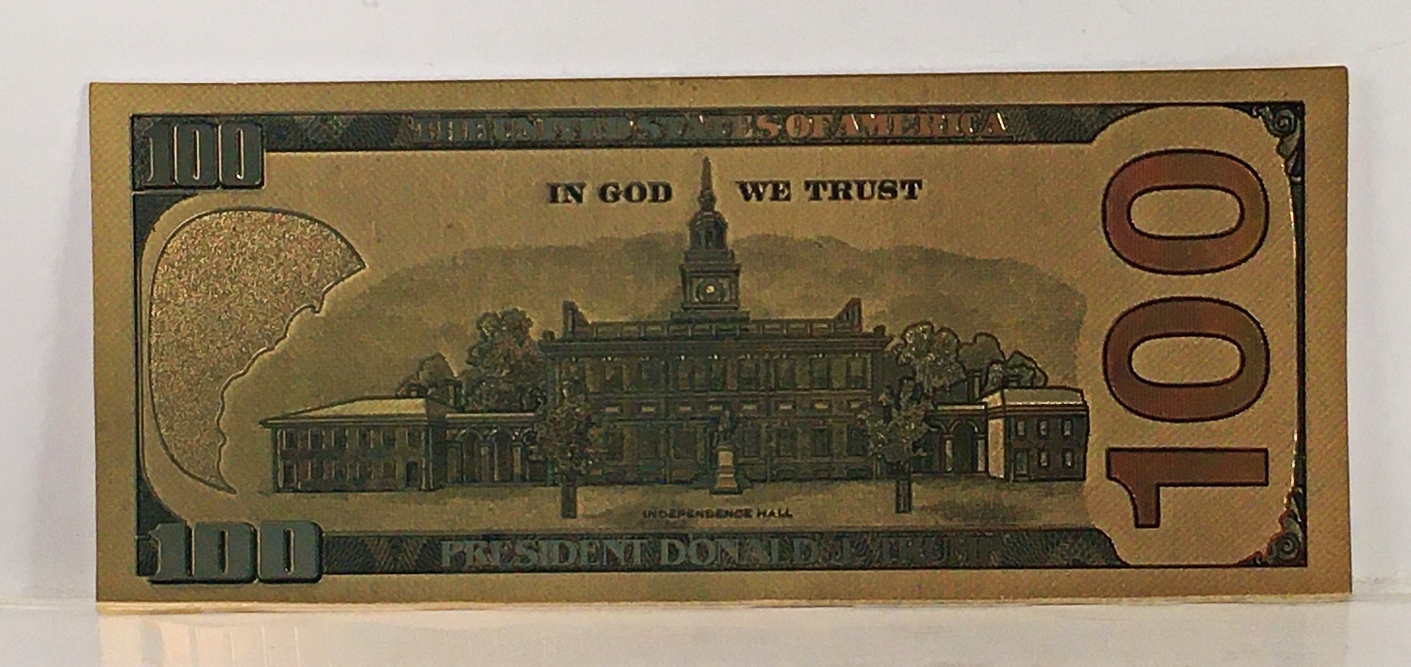 100
THE UNITED STATES OF AMERICA
IN GOD WE TRUST
100
INDEPENDENCE HALL
100
PRESIDENT DONALD J. TRUMP